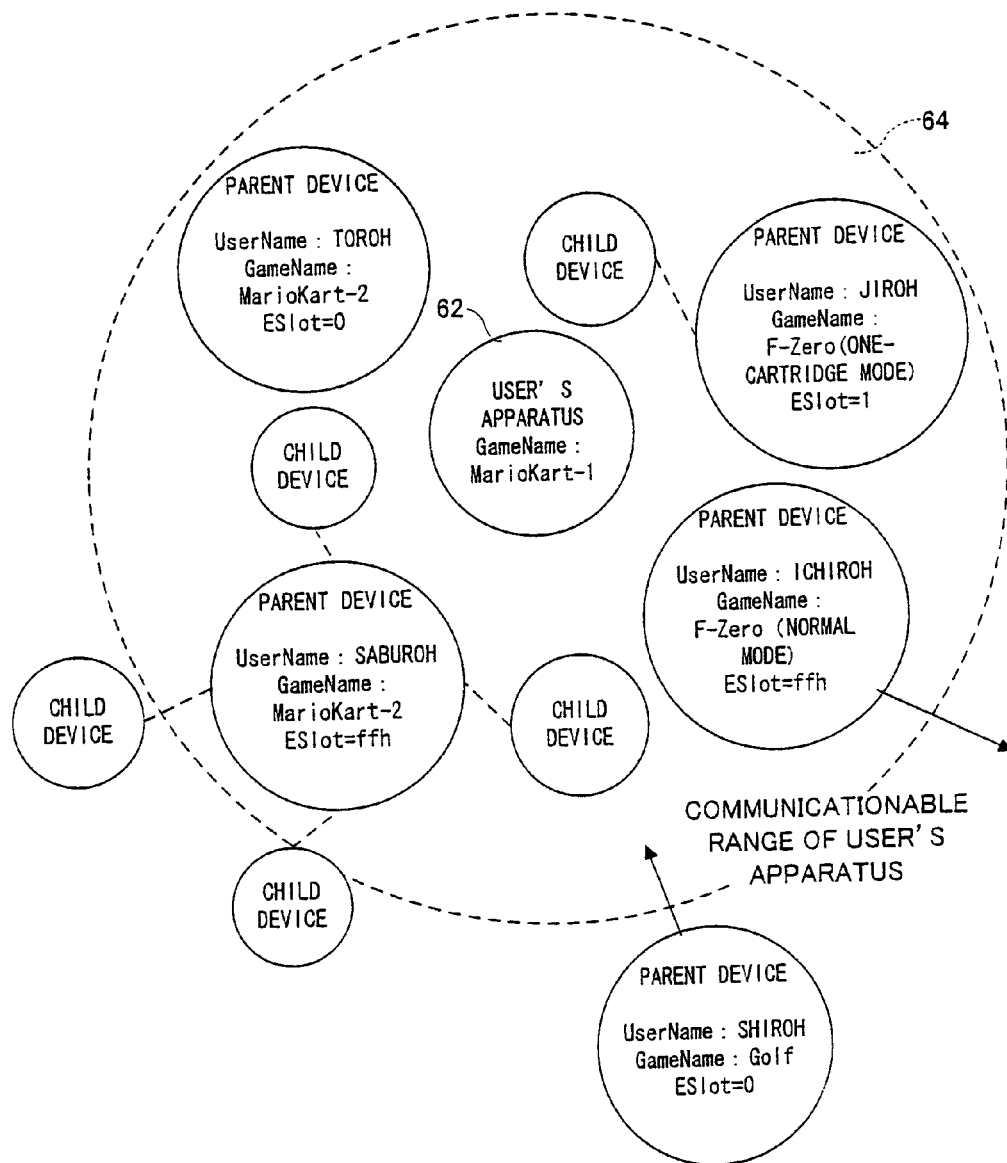 64
PARENT DEVICE
UserName : TOROH
GameName :
MarioKart-2
ESlot=0
CHILD
DEVICE
PARENT DEVICE
UserName : JIROH
GameName :
F-Zero(ONE-
CARTRIDGE MODE)
ESlot=1
62
USER'S
APPARATUS
GameName :
MarioKart-1
CHILD
DEVICE
PARENT DEVICE
UserName : ICHIROH
GameName :
F-Zero (NORMAL
MODE)
ESlot=ffh
PARENT DEVICE
UserName : SABUROH
GameName :
MarioKart-2
ESlot=ffh
CHILD
DEVICE
CHILD
DEVICE
COMMUNICATIONABLE
RANGE OF USER'S
APPARATUS
CHILD
DEVICE
PARENT DEVICE
UserName : SHIROH
GameName : Golf
ESlot=0